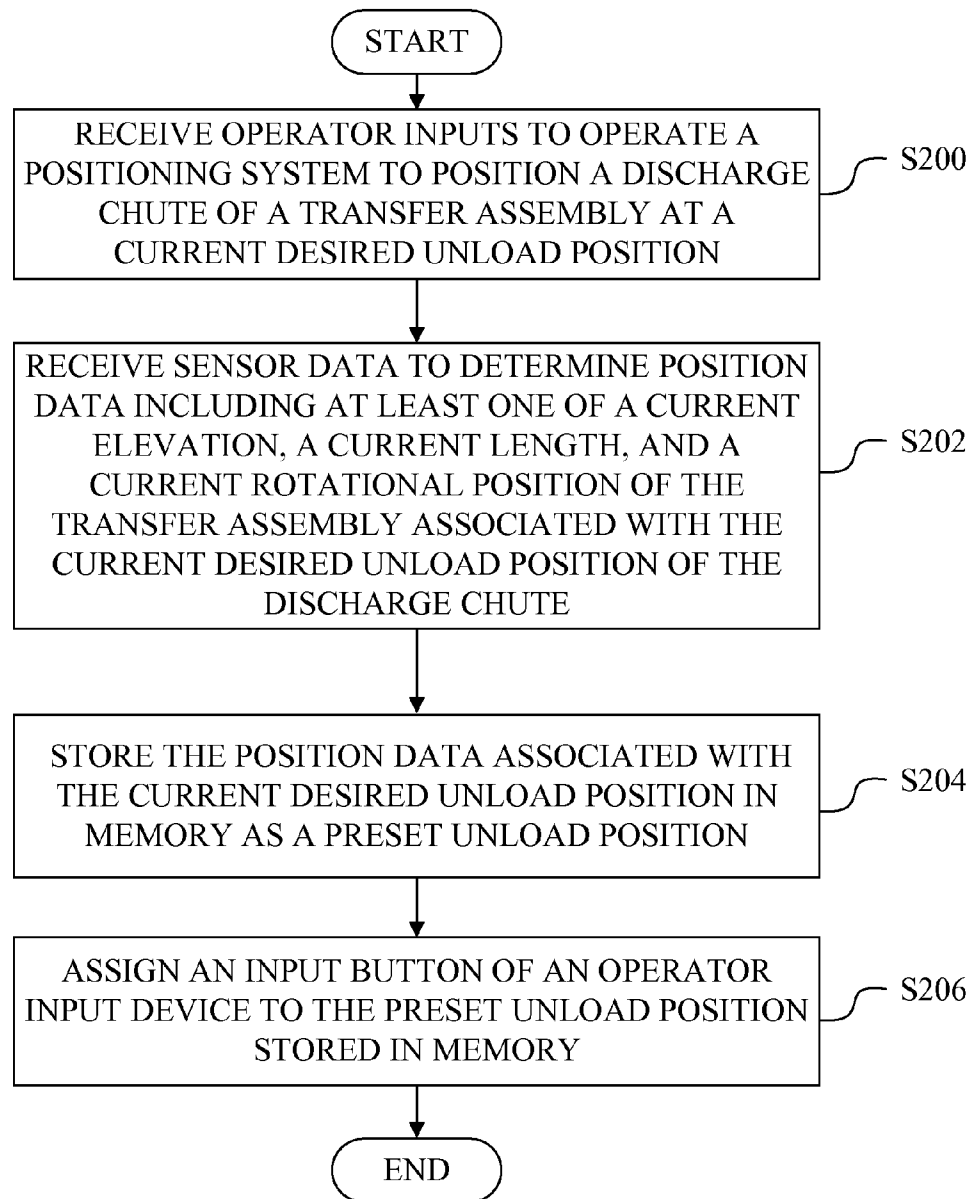 START
RECEIVE OPERATOR INPUTS TO OPERATE A
POSITIONING SYSTEM TO POSITION A DISCHARGE
CHUTE OF A TRANSFER ASSEMBLY AT A
CURRENT DESIRED UNLOAD POSITION
S200
RECEIVE SENSOR DATA TO DETERMINE POSITION
DATA INCLUDING AT LEAST ONE OF A CURRENT
ELEVATION, A CURRENT LENGTH, AND A
CURRENT ROTATIONAL POSITION OF THE
TRANSFER ASSEMBLY ASSOCIATED WITH THE
CURRENT DESIRED UNLOAD POSITION OF THE
DISCHARGE CHUTE
S202
STORE THE POSITION DATA ASSOCIATED WITH
THE CURRENT DESIRED UNLOAD POSITION IN
MEMORY AS A PRESET UNLOAD POSITION
S204
ASSIGN AN INPUT BUTTON OF AN OPERATOR
INPUT DEVICE TO THE PRESET UNLOAD POSITION
STORED IN MEMORY
S206
END